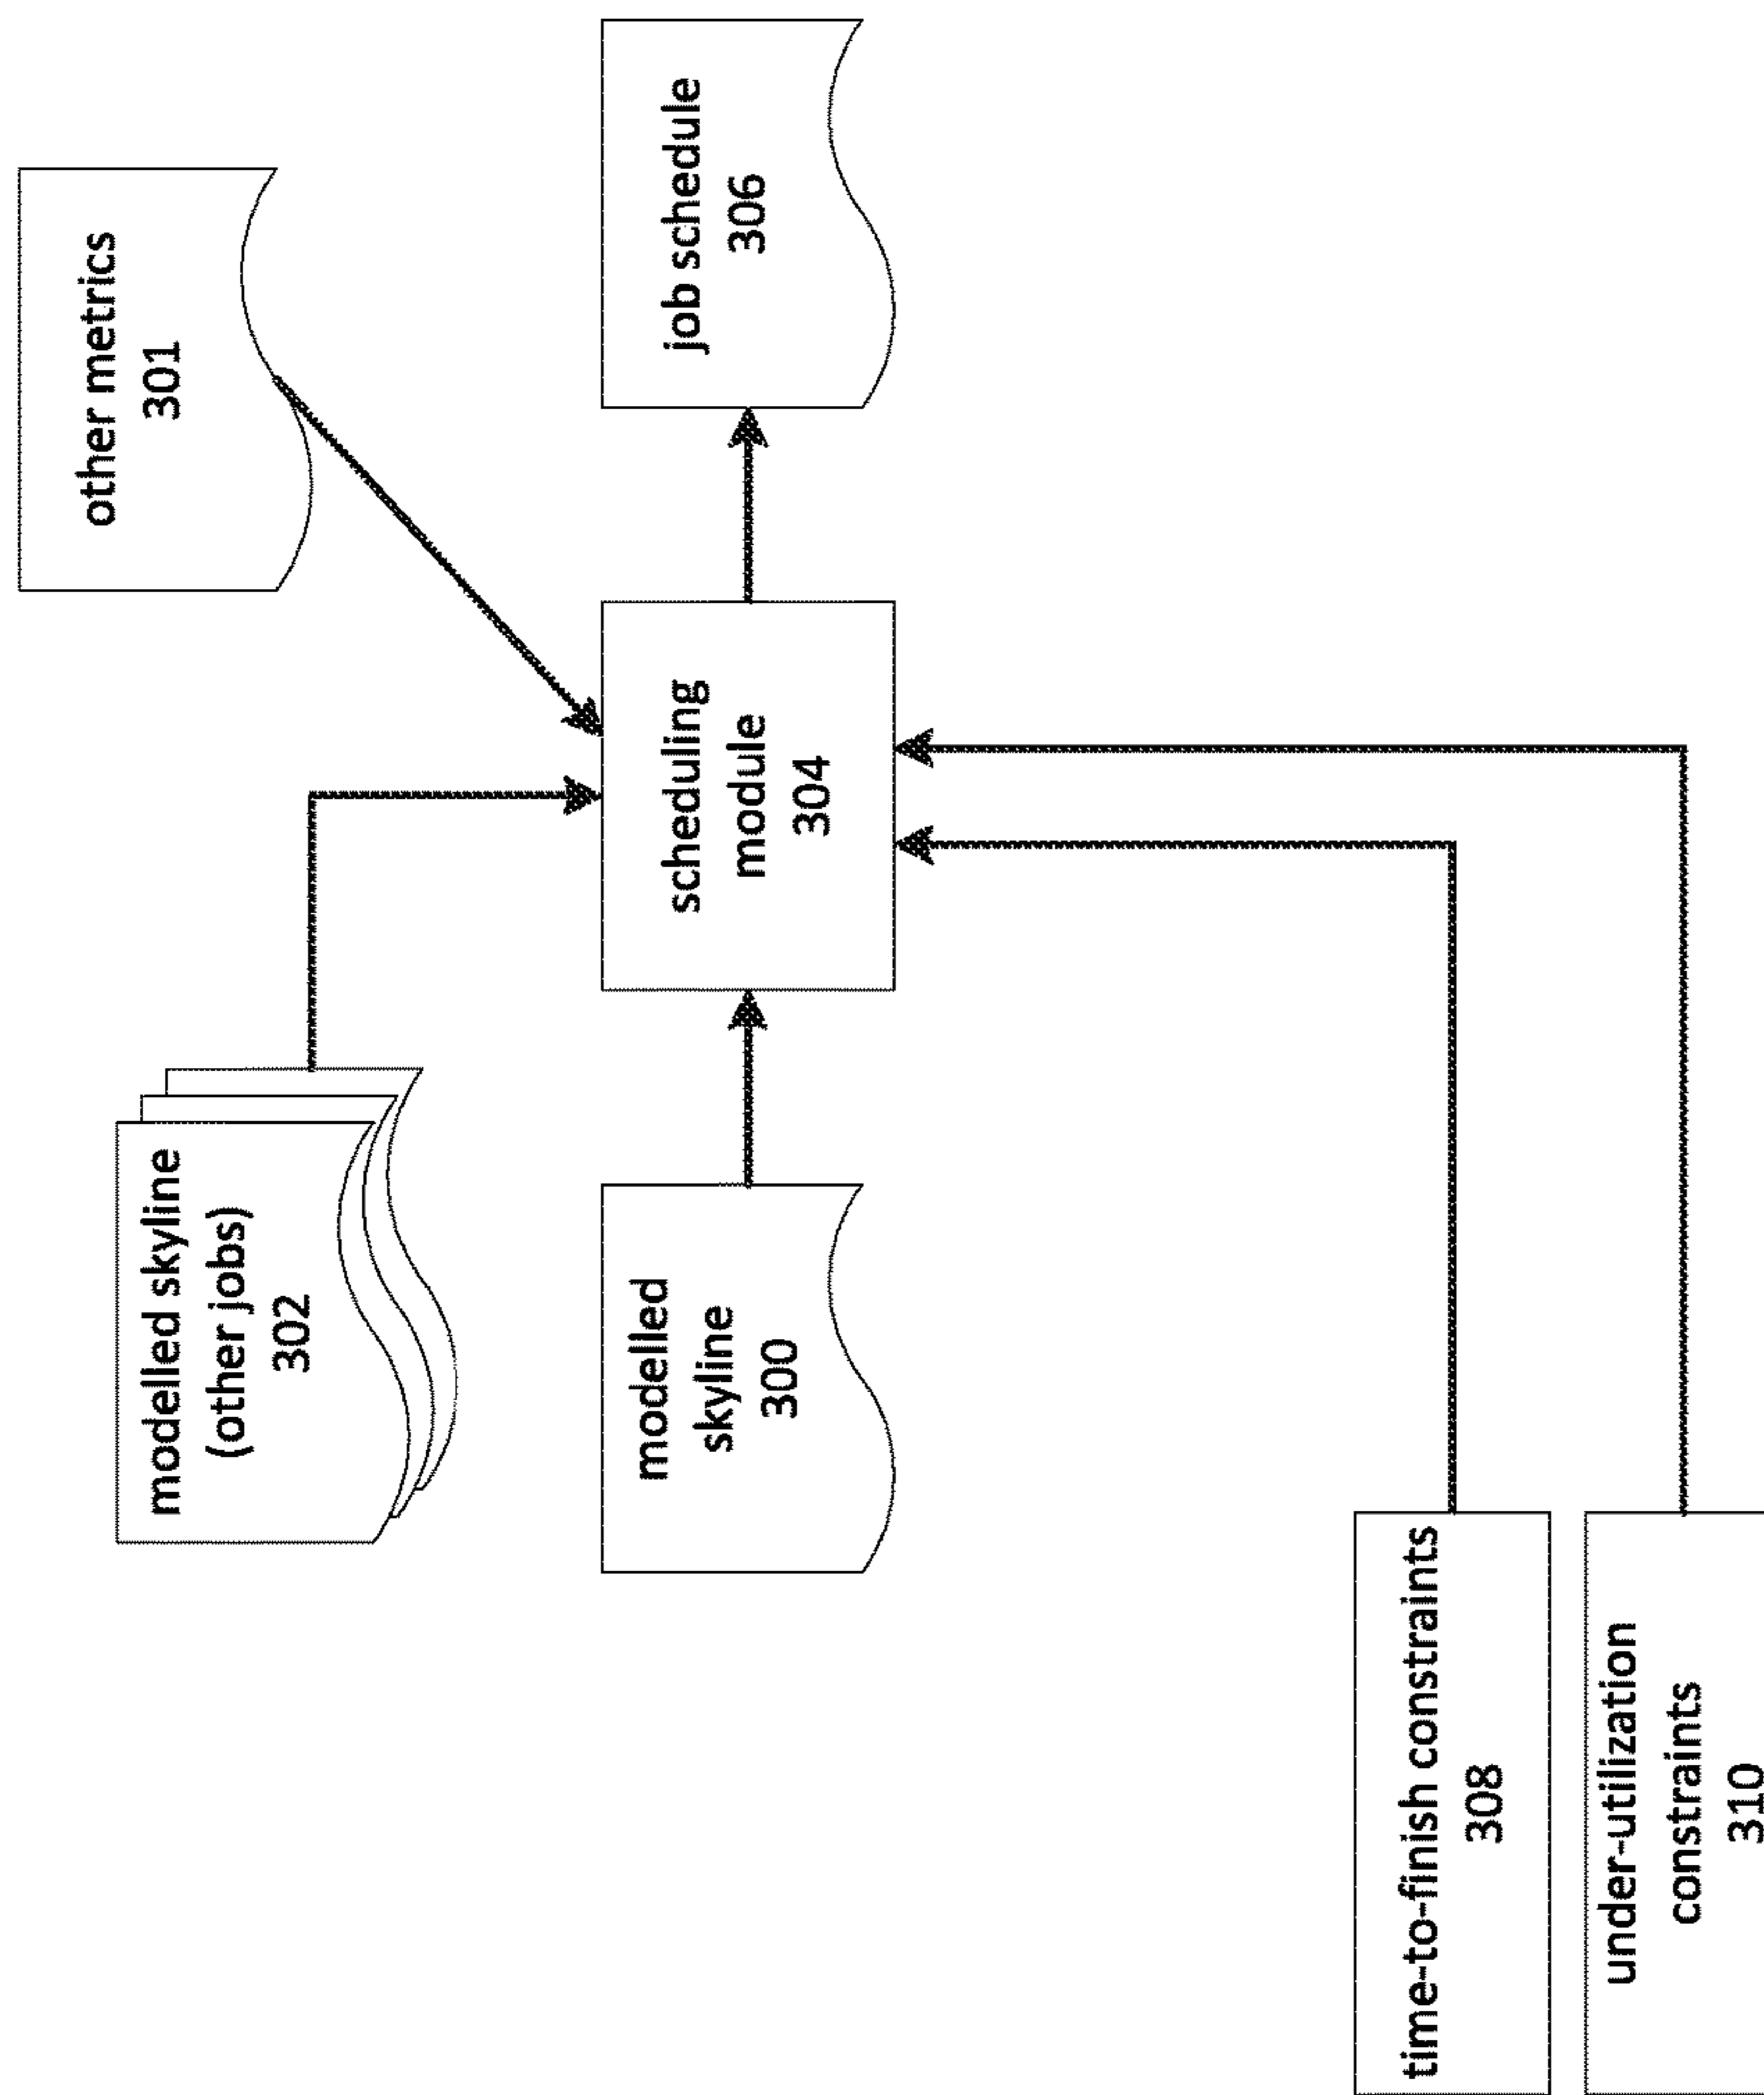 other metrics
301
modelled skyline
(other jobs)
302
modelled
skyline
300
scheduling
module
304
job schedule
306
time-to-finish constraints
308
under-utilization
constraints
310